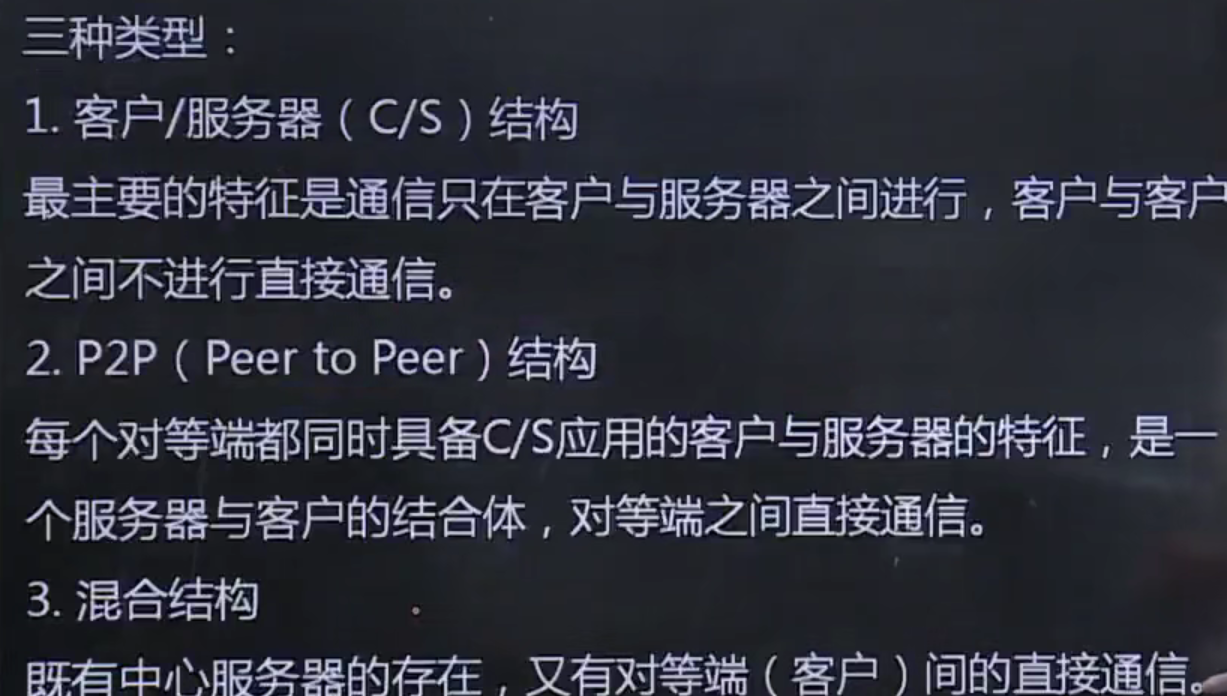 三种类型：
1. 客户/服务器（C/S）结构
最主要的特征是通信只在客户与服务器之间进行，客户与客户
之间不进行直接通信。
2. P2P（Peer to Peer）结构
每个对等端都同时具备C/S应用的客户与服务器的特征，是一
个服务器与客户的结合体，对等端之间直接通信。
3. 混合结构
既有中心服务器的存在，又有对等端（客户）间的直接通信。